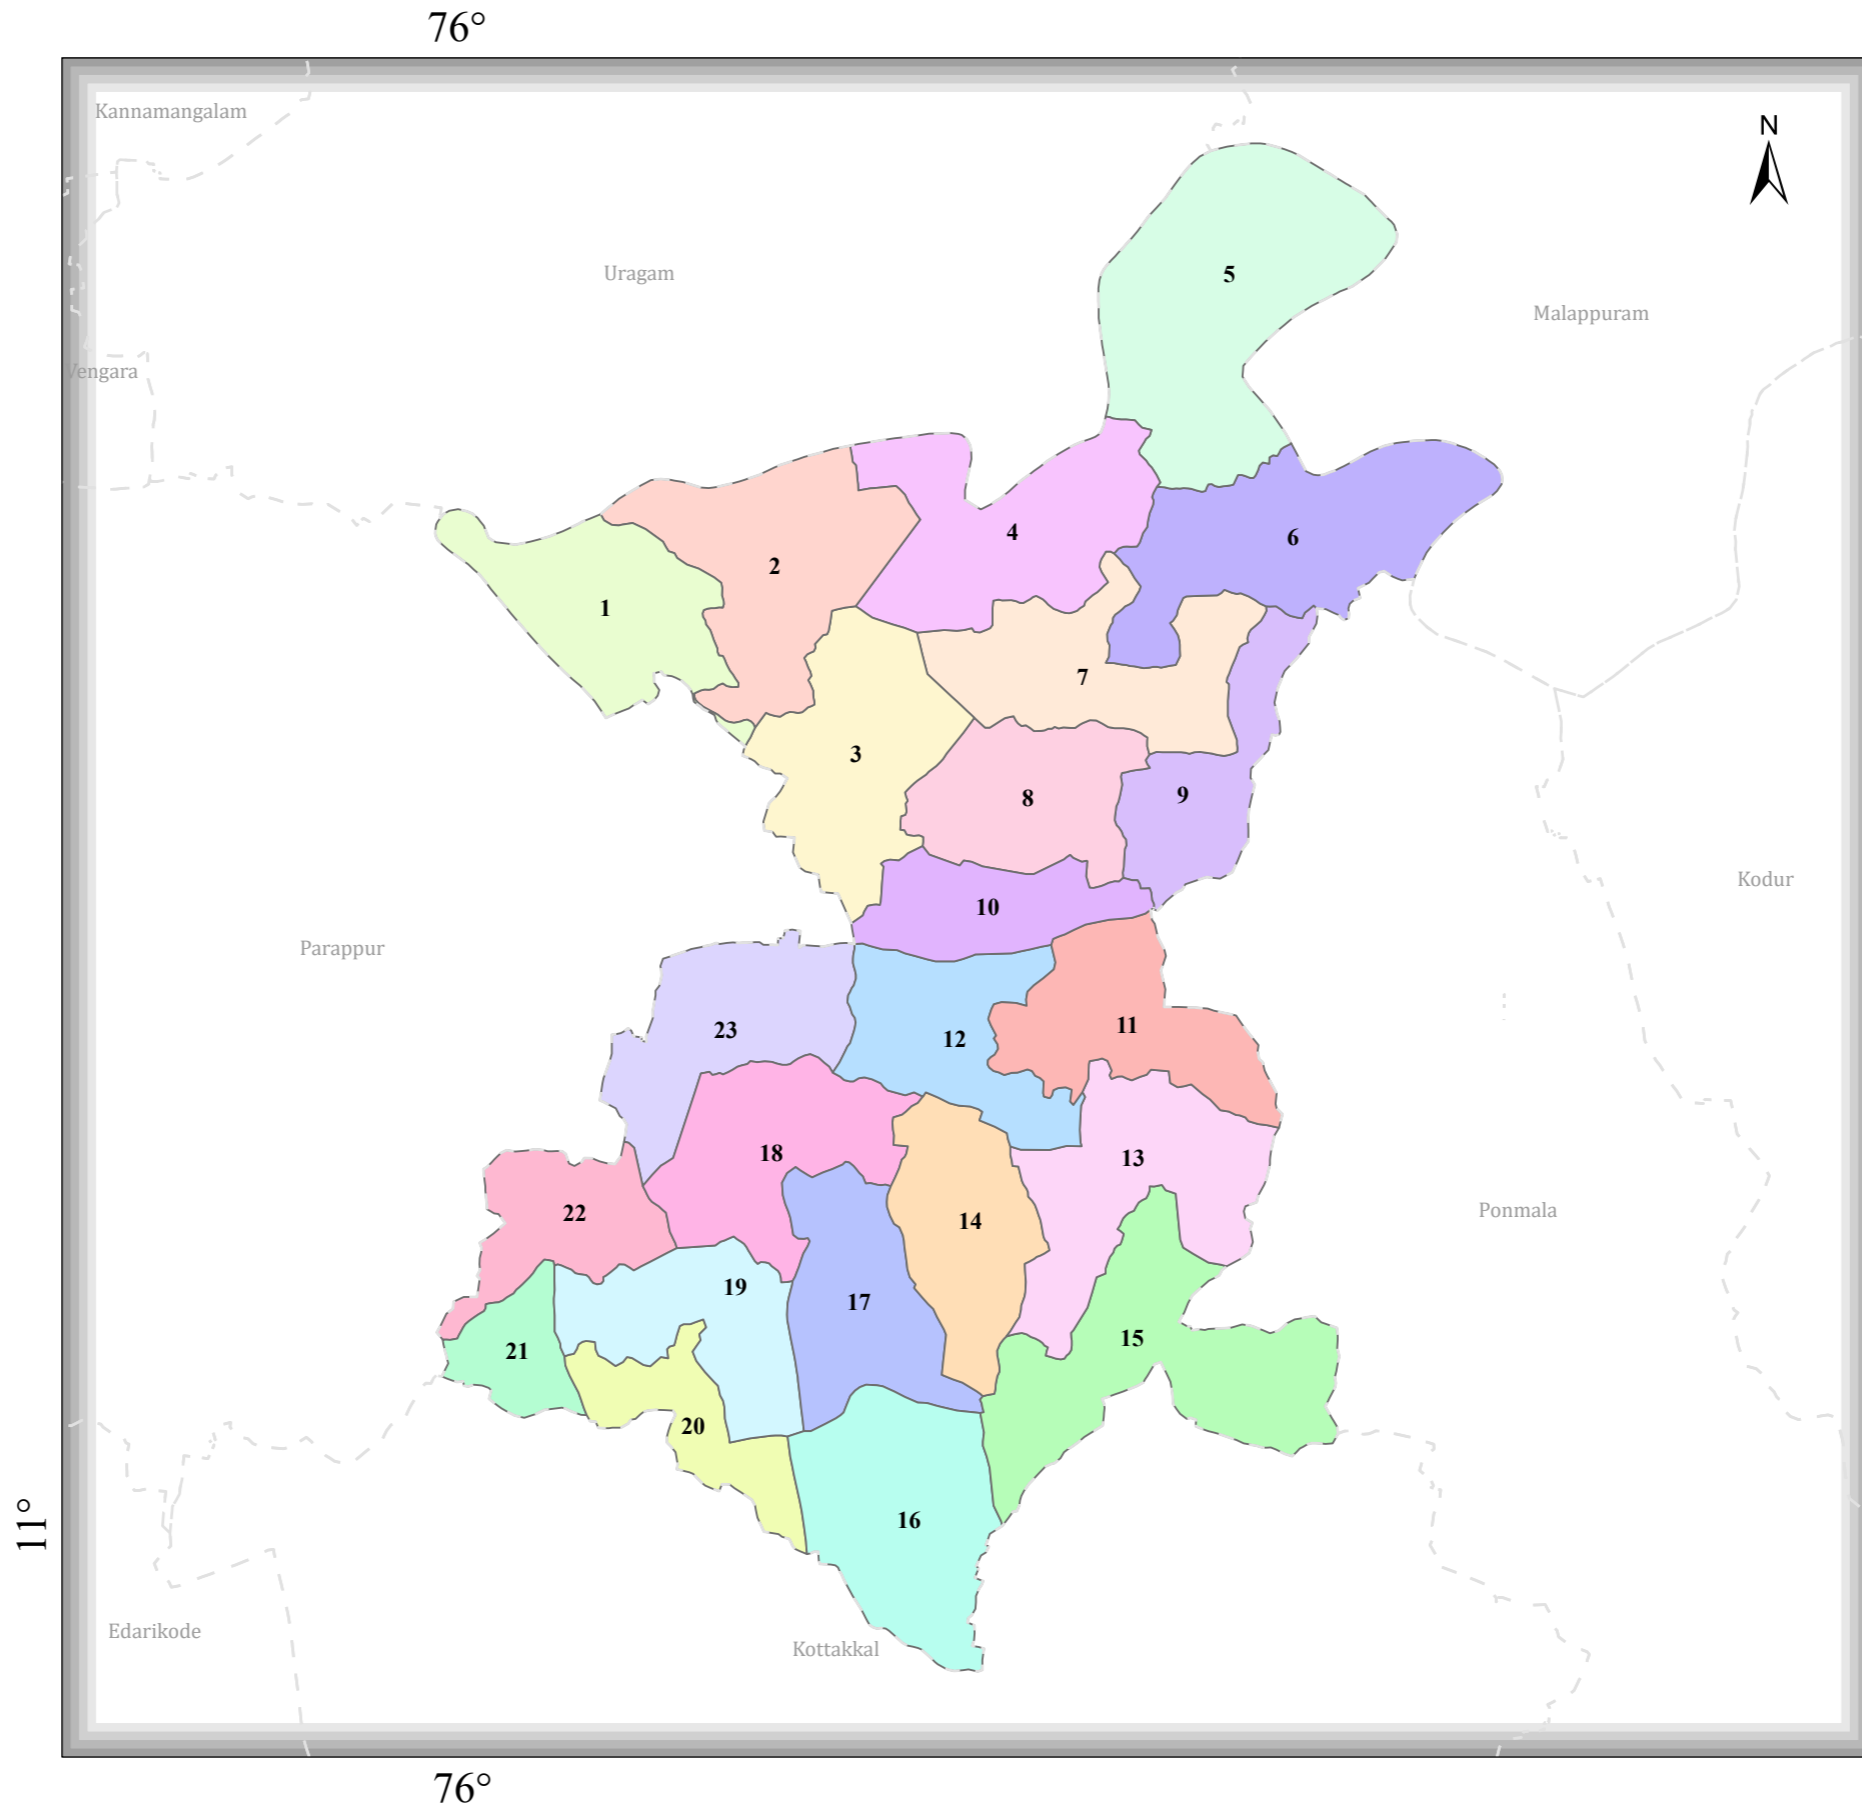 76°
Kannamangalam
N
Uragam
5
Malappuram
Vengara
4
6
2
1
7
3
9
8
Kodur
10
Parappur
11
23
12
18
13
Ponmala
22
14
19
17
15
21
20
11°
16
Edarikode
Kottakkal
76°